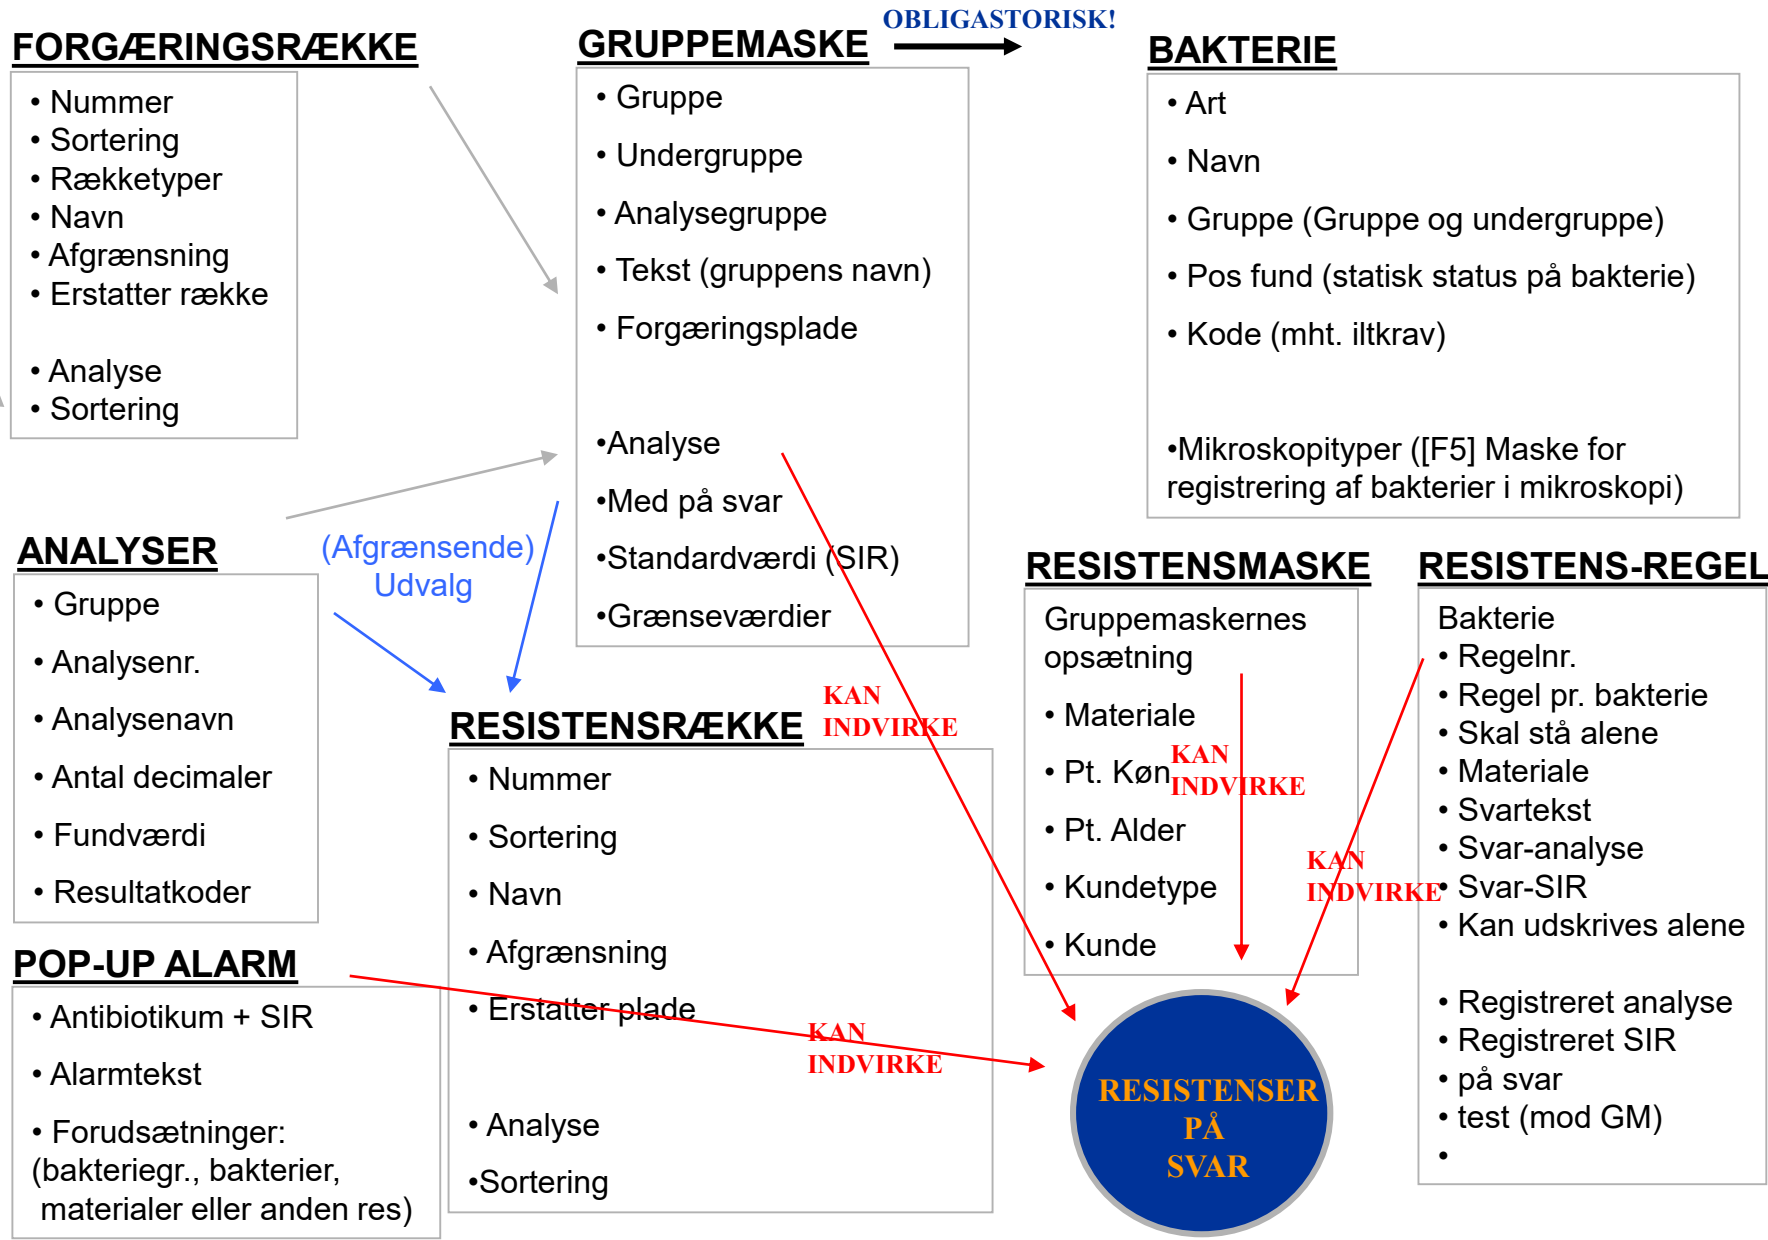 FORGÆRINGSRÆKKE
• Nummer
• Sortering
• Rækketyper
• Navn
• Afgrænsning
• Erstatter række
• Analyse
• Sortering
GRUPPEMASKE
OBLIGASTORISK!
• Gruppe
• Undergruppe
• Analysegruppe
• Tekst (gruppens navn)
• Forgæringsplade
•Analyse
•Med på svar
•Standardværdi (SIR)
•Grænseværdier
BAKTERIE
• Art
• Navn
• Gruppe (Gruppe og undergruppe)
• Pos fund (statisk status på bakterie)
• Kode (mht. iltkrav)
•Mikroskopityper ([F5] Maske for
registrering af bakterier i mikroskopi)
ANALYSER
• Gruppe
• Analysenr.
• Analysenavn
• Antal decimaler
• Fundværdi
• Resultatkoder
(Afgrænsende)
Udvalg
RESISTENSRÆKKE
• Nummer
• Sortering
• Navn
• Afgrænsning
• Erstatter plade
• Analyse
•Sortering
KAN
INDVIRKE
RESISTENSMASKE
Gruppemaskernes
opsætning
• Materiale
• Pt. Køn
• Pt. Alder
• Kundetype
• Kunde
KAN
INDVIRKE
RESISTENS-REGEL
Bakterie
• Regelnr.
• Regel pr. bakterie
• Skal stå alene
• Materiale
• Svartekst
• Svar-analyse
• Svar-SIR
• Kan udskrives alene
• Registreret analyse
• Registreret SIR
• på svar
• test (mod GM)
•
KAN
INDVIRKE
POP-UP ALARM
• Antibiotikum + SIR
• Alarmtekst
• Forudsætninger:
(bakteriegr., bakterier,
materialer eller anden res)
KAN
INDVIRKE
RESISTENSER
PÅ
SVAR